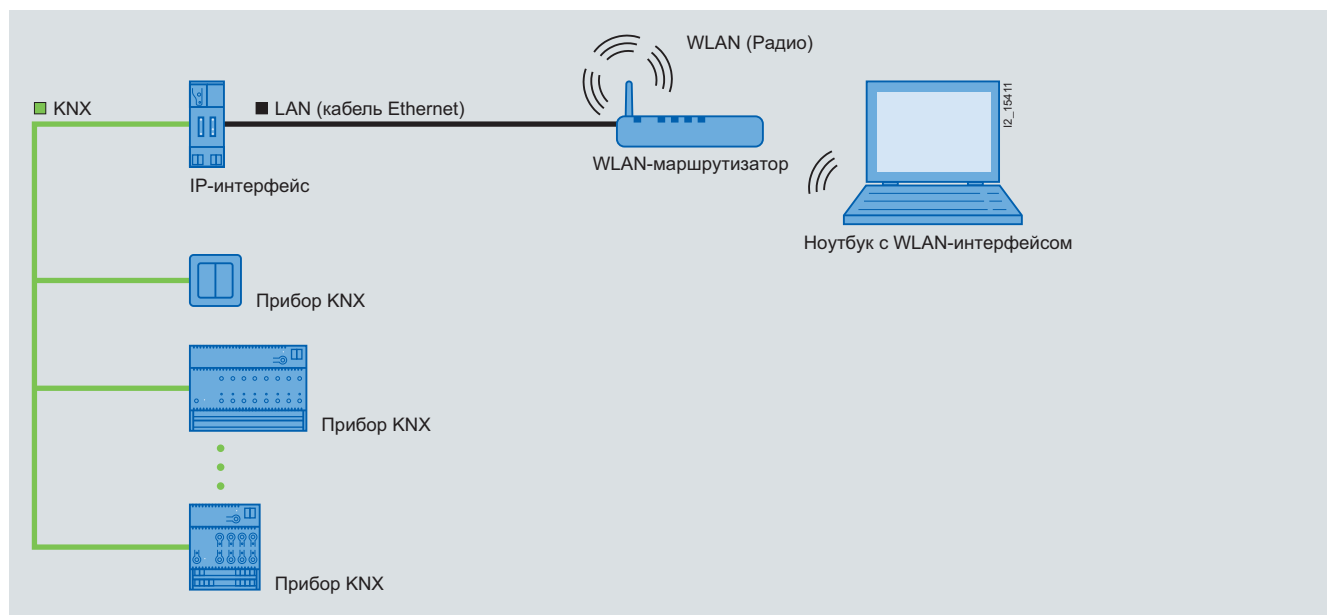 WLAN (Радио)
KNX
LAN (кабель Ethernet)
I2_15411
WLAN-маршрутизатор
IP-интерфейс
Ноутбук с WLAN-интерфейсом
Прибор KNX
Прибор KNX
Прибор KNX